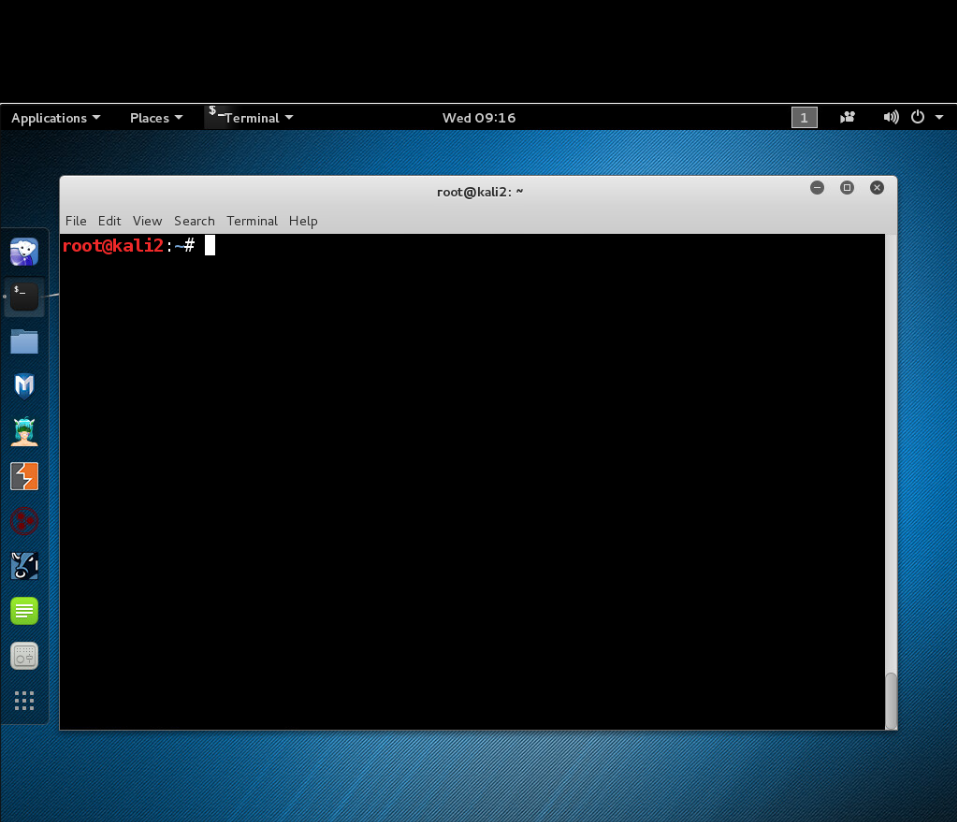 Applications Places $_ Terminal Wed 09:16 1
root@kali2: ~
File Edit View Search Terminal Help
root@kali2:~#
$_